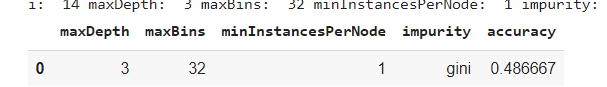 i: 14 maxDepth: 3 maxBins: 32 minInstancesPerNode: 1 impurity:
maxDepth maxBins minInstancesPerNode impurity accuracy
0 3 32 1 gini 0.486667